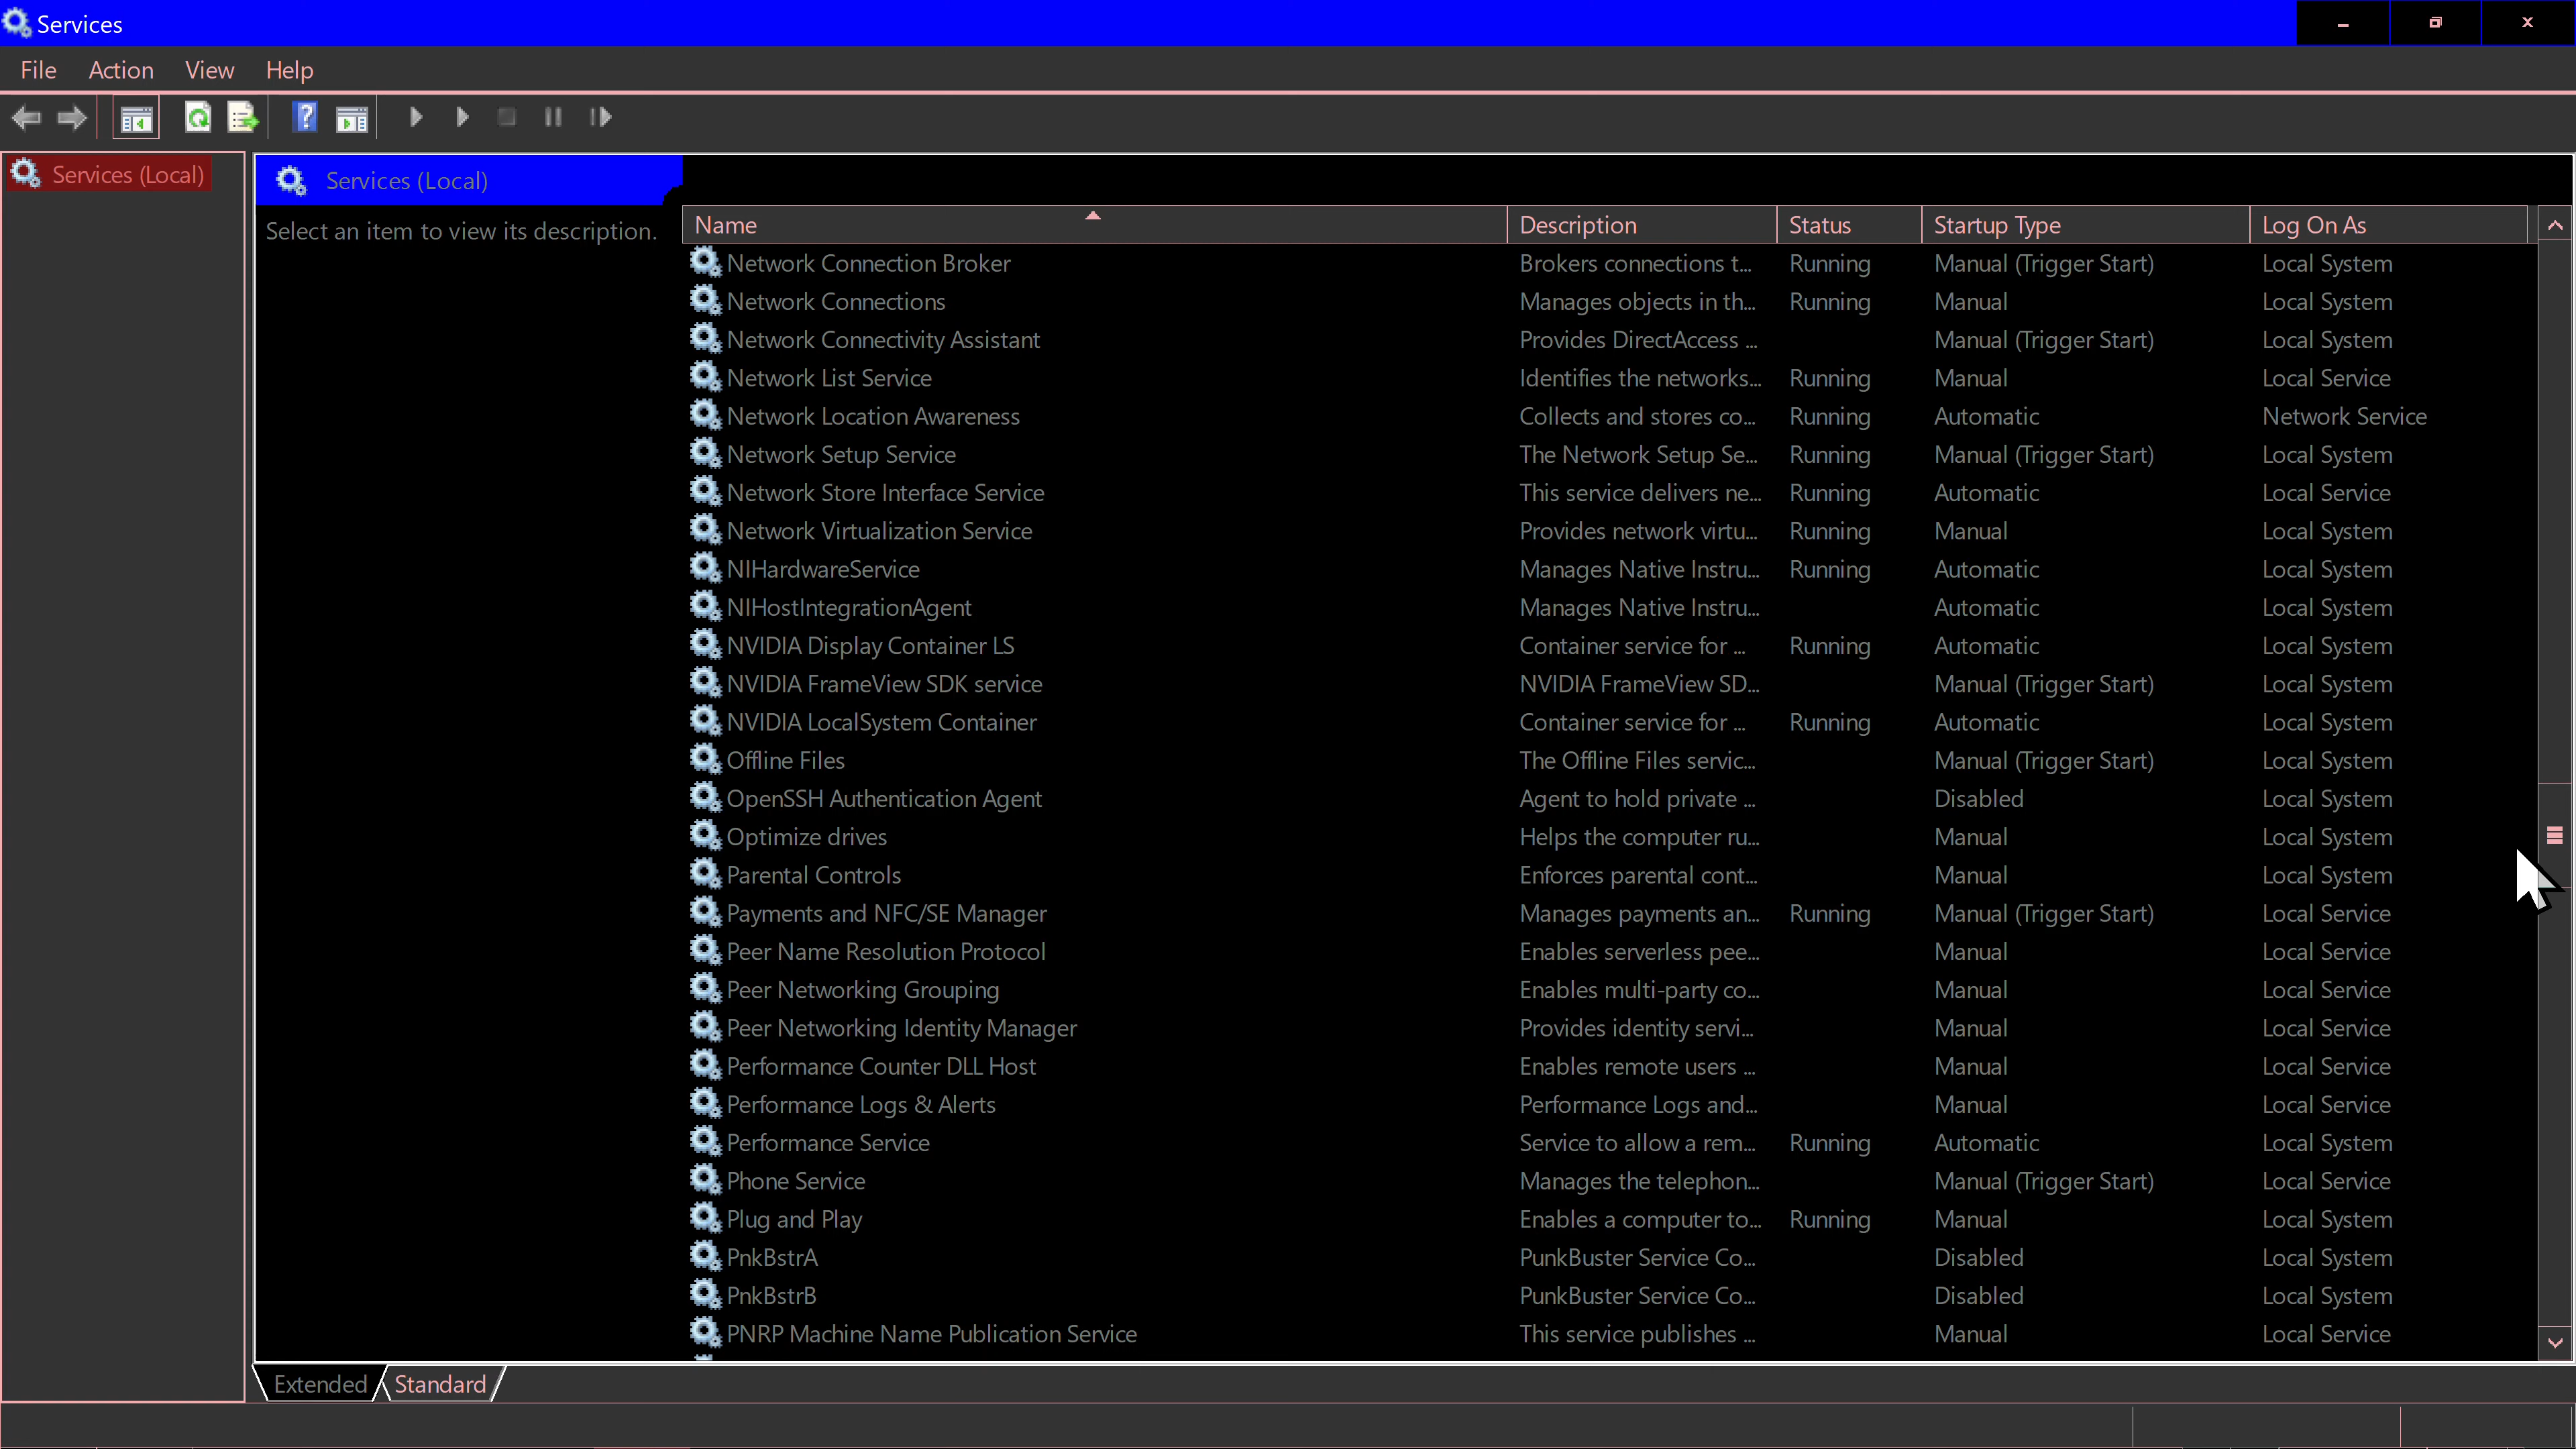 Services
File Action View Help
Services (Local)
Services (Local)
Select an item to view its description.
Name Description Status Startup Type Log On As
Network Connection Broker Brokers connections t... Running Manual (Trigger Start) Local System
Network Connections Manages objects in th... Running Manual Local System
Network Connectivity Assistant Provides DirectAccess ... Manual (Trigger Start) Local System
Network List Service Identifies the networks... Running Manual Local Service
Network Location Awareness Collects and stores co... Running Automatic Network Service
Network Setup Service The Network Setup Se... Running Manual (Trigger Start) Local System
Network Store Interface Service This service delivers ne... Running Automatic Local Service
Network Virtualization Service Provides network virtu... Running Manual Local System
NIHardwareService Manages Native Instru... Running Automatic Local System
NIHostIntegrationAgent Manages Native Instru... Automatic Local System
NVIDIA Display Container LS Container service for ... Running Automatic Local System
NVIDIA FrameView SDK service NVIDIA FrameView SD... Manual (Trigger Start) Local System
NVIDIA LocalSystem Container Container service for ... Running Automatic Local System
Offline Files The Offline Files servic... Manual (Trigger Start) Local System
OpenSSH Authentication Agent Agent to hold private ... Disabled Local System
Optimize drives Helps the computer ru... Manual Local System
Parental Controls Enforces parental cont... Manual Local System
Payments and NFC/SE Manager Manages payments an... Running Manual (Trigger Start) Local Service
Peer Name Resolution Protocol Enables serverless pee... Manual Local Service
Peer Networking Grouping Enables multi-party co... Manual Local Service
Peer Networking Identity Manager Provides identity servi... Manual Local Service
Performance Counter DLL Host Enables remote users ... Manual Local Service
Performance Logs & Alerts Performance Logs and... Manual Local Service
Performance Service Service to allow a rem... Running Automatic Local System
Phone Service Manages the telephon... Manual (Trigger Start) Local Service
Plug and Play Enables a computer to... Running Manual Local System
PnkBstrA PunkBuster Service Co... Disabled Local System
PnkBstrB PunkBuster Service Co... Disabled Local System
PNRP Machine Name Publication Service This service publishes ... Manual Local Service
Extended Standard